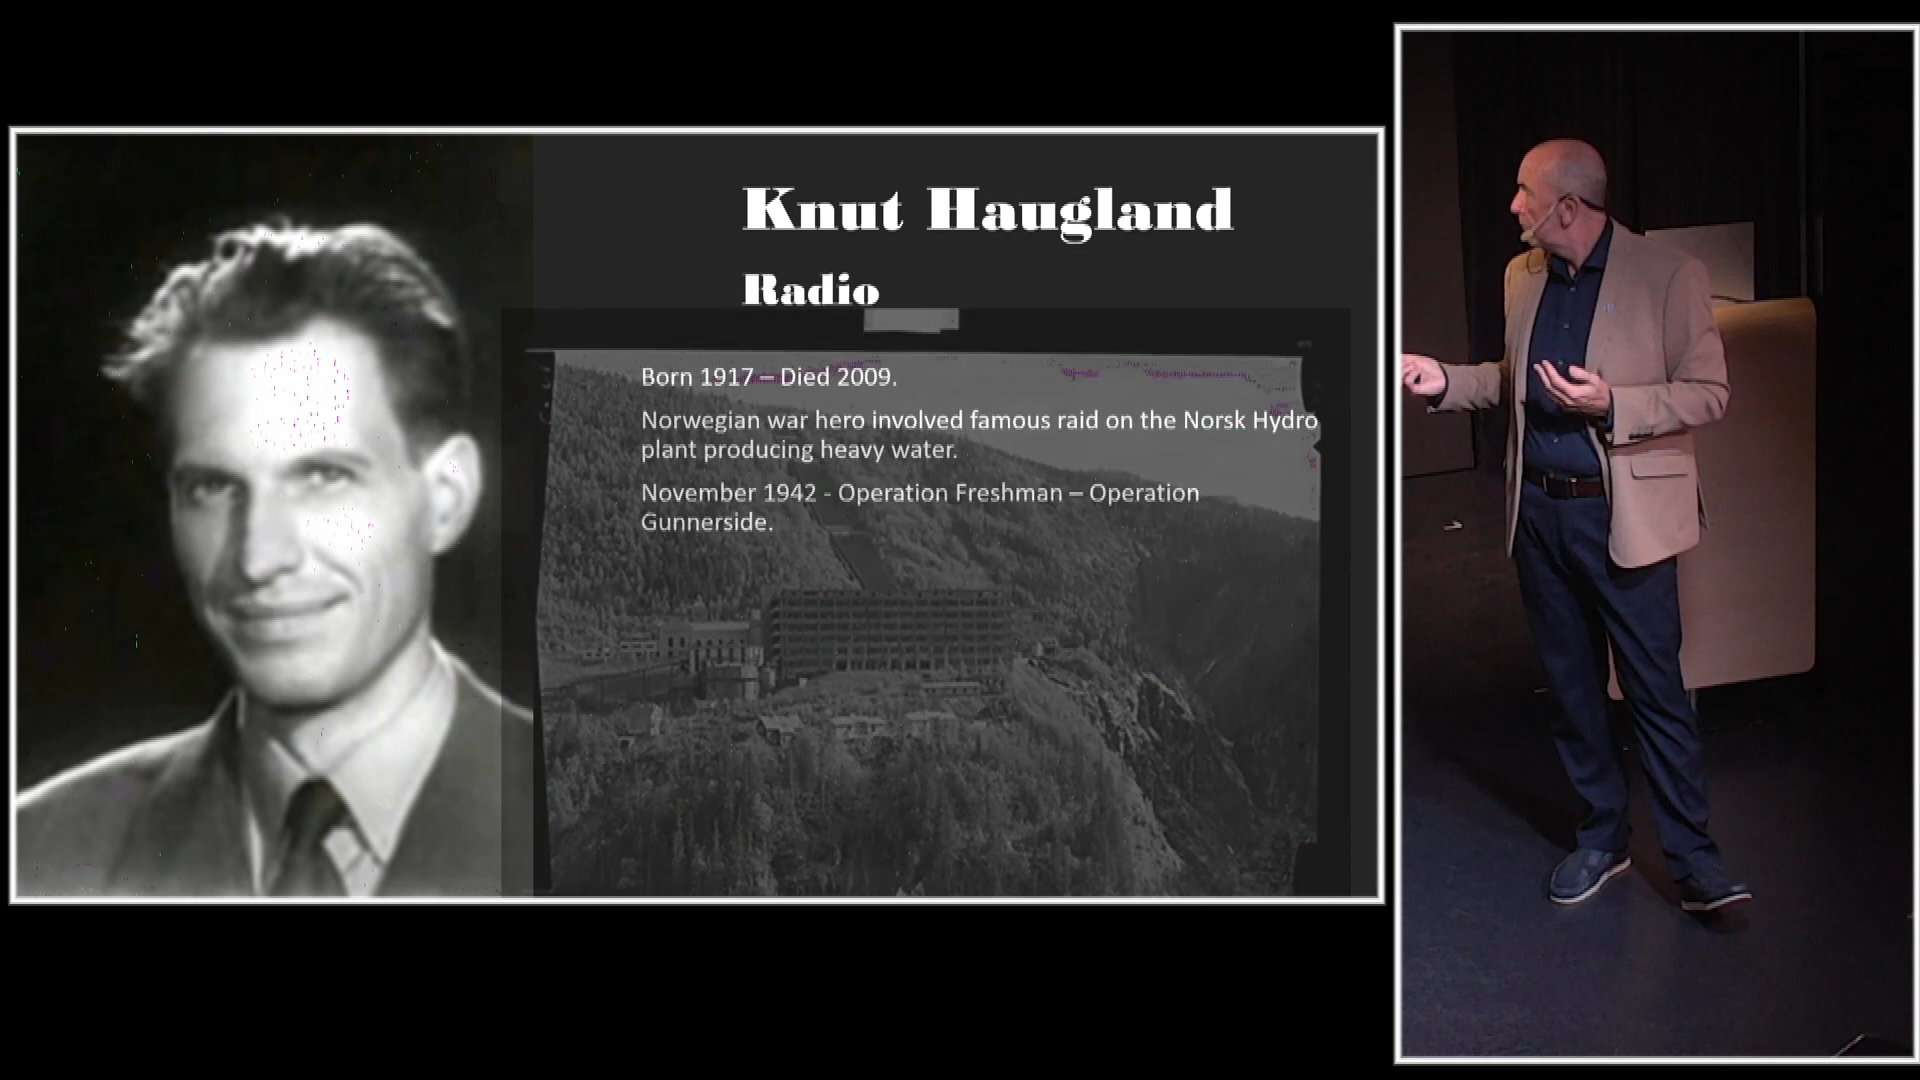 Knut Haugland
Radio
Born 1917 – Died 2009.
Norwegian war hero involved famous raid on the Norsk Hydro
plant producing heavy water.
November 1942 - Operation Freshman – Operation
Gunnerside.